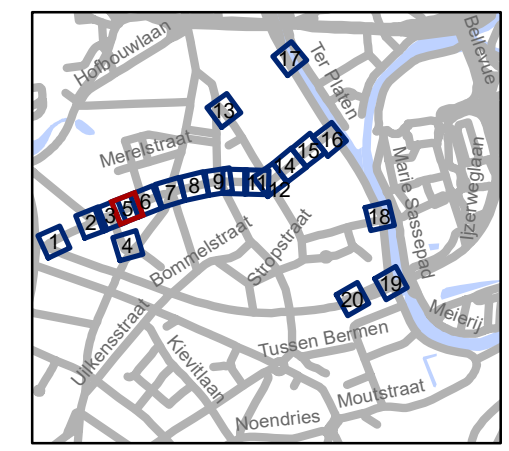 Hofbouwlaan
Ter Platen
Bellevue
17
13
Merelstraat
16
15
14
Marie Sassepad
Ijzerweglaan
11
12
9
8
7
6
5
3
2
1
4
18
Bommelstraat
Stropstraat
19
20
Meierij
Uilkensstraat
Kievitlaan
Tussen Bermen
Moutstraat
Noendries